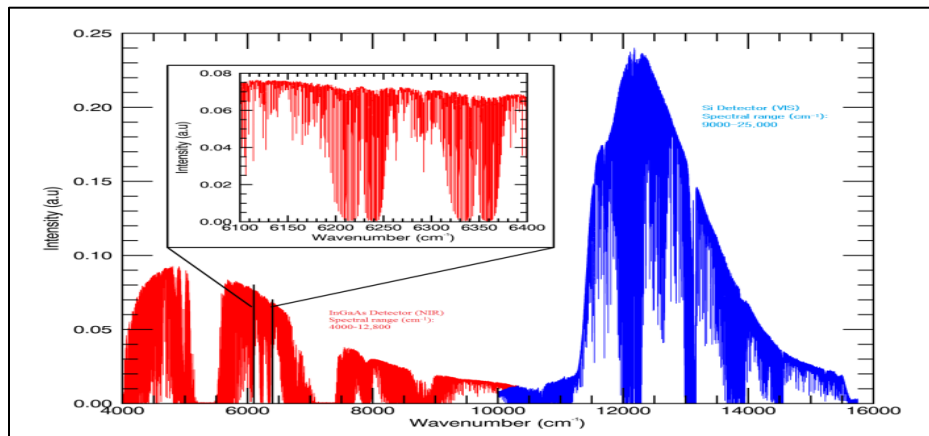 0.25
0.20
0.15
0.10
0.05
0.00
Intensity (a.u)
4000 6000 8000 10000 12000 14000 16000
Wavenumber (cm⁻¹)
0.08
0.06
0.04
0.02
0.00
Intensity (a.u)
6100 6150 6200 6250 6300 6350 6400
Wavenumber (cm⁻¹)
InGaAs Detector (NIR)
Spectral range (cm⁻¹):
4000-12,800
Si Detector (VIS)
Spectral range (cm⁻¹):
9000-25,000